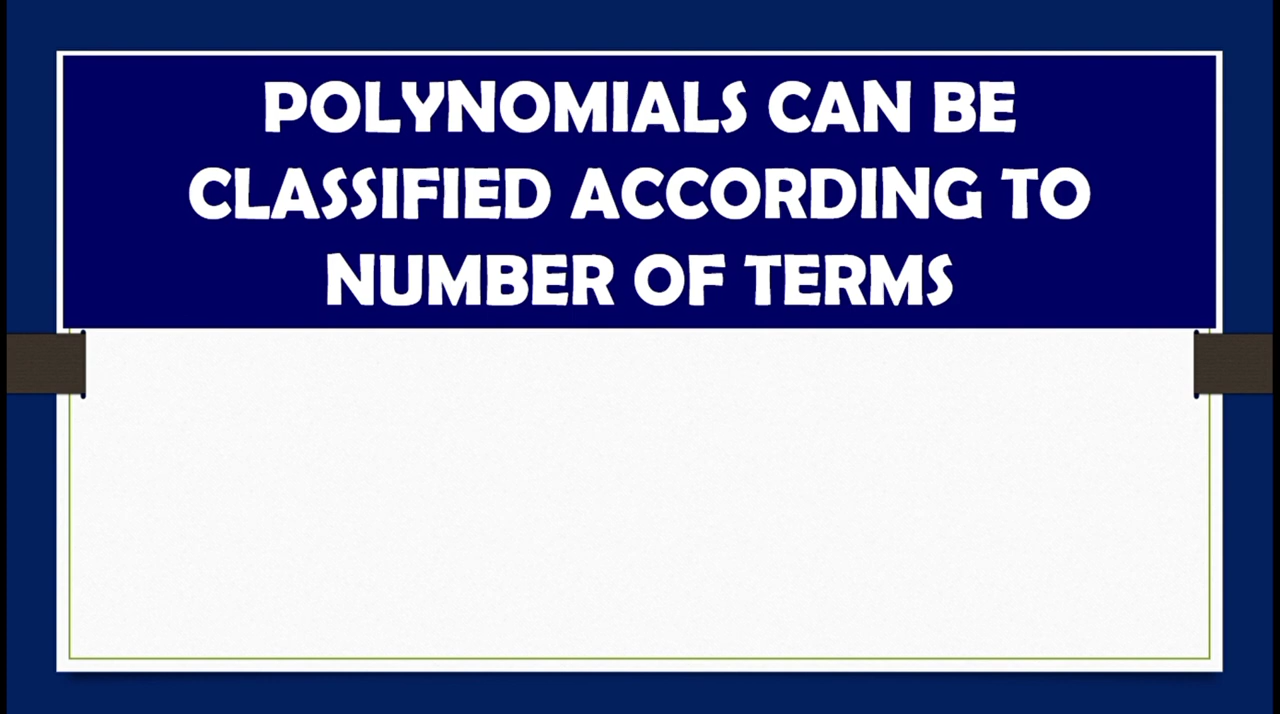 POLYNOMIALS CAN BE
CLASSIFIED ACCORDING TO
NUMBER OF TERMS